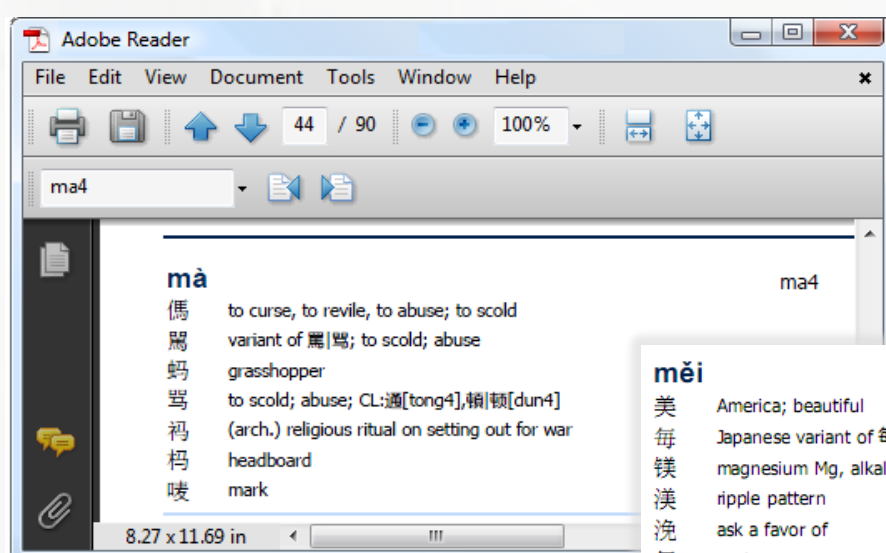 Adobe Reader
File Edit View Document Tools Window Help
44 / 90 100%
ma4
mà ma4
傌 to curse, to revile, to abuse; to scold
駡 variant of 罵|骂; to scold; abuse
蚂 grasshopper
骂 to scold; abuse; CL:通[tong4],頓|顿[dun4]
祃 (arch.) religious ritual on setting out for war
杩 headboard
唛 mark
8.27 x 11.69 in
měi
美 America; beautiful
毎 Japanese variant of
镁 magnesium Mg, alkal
渼 ripple pattern
浼 ask a favor of